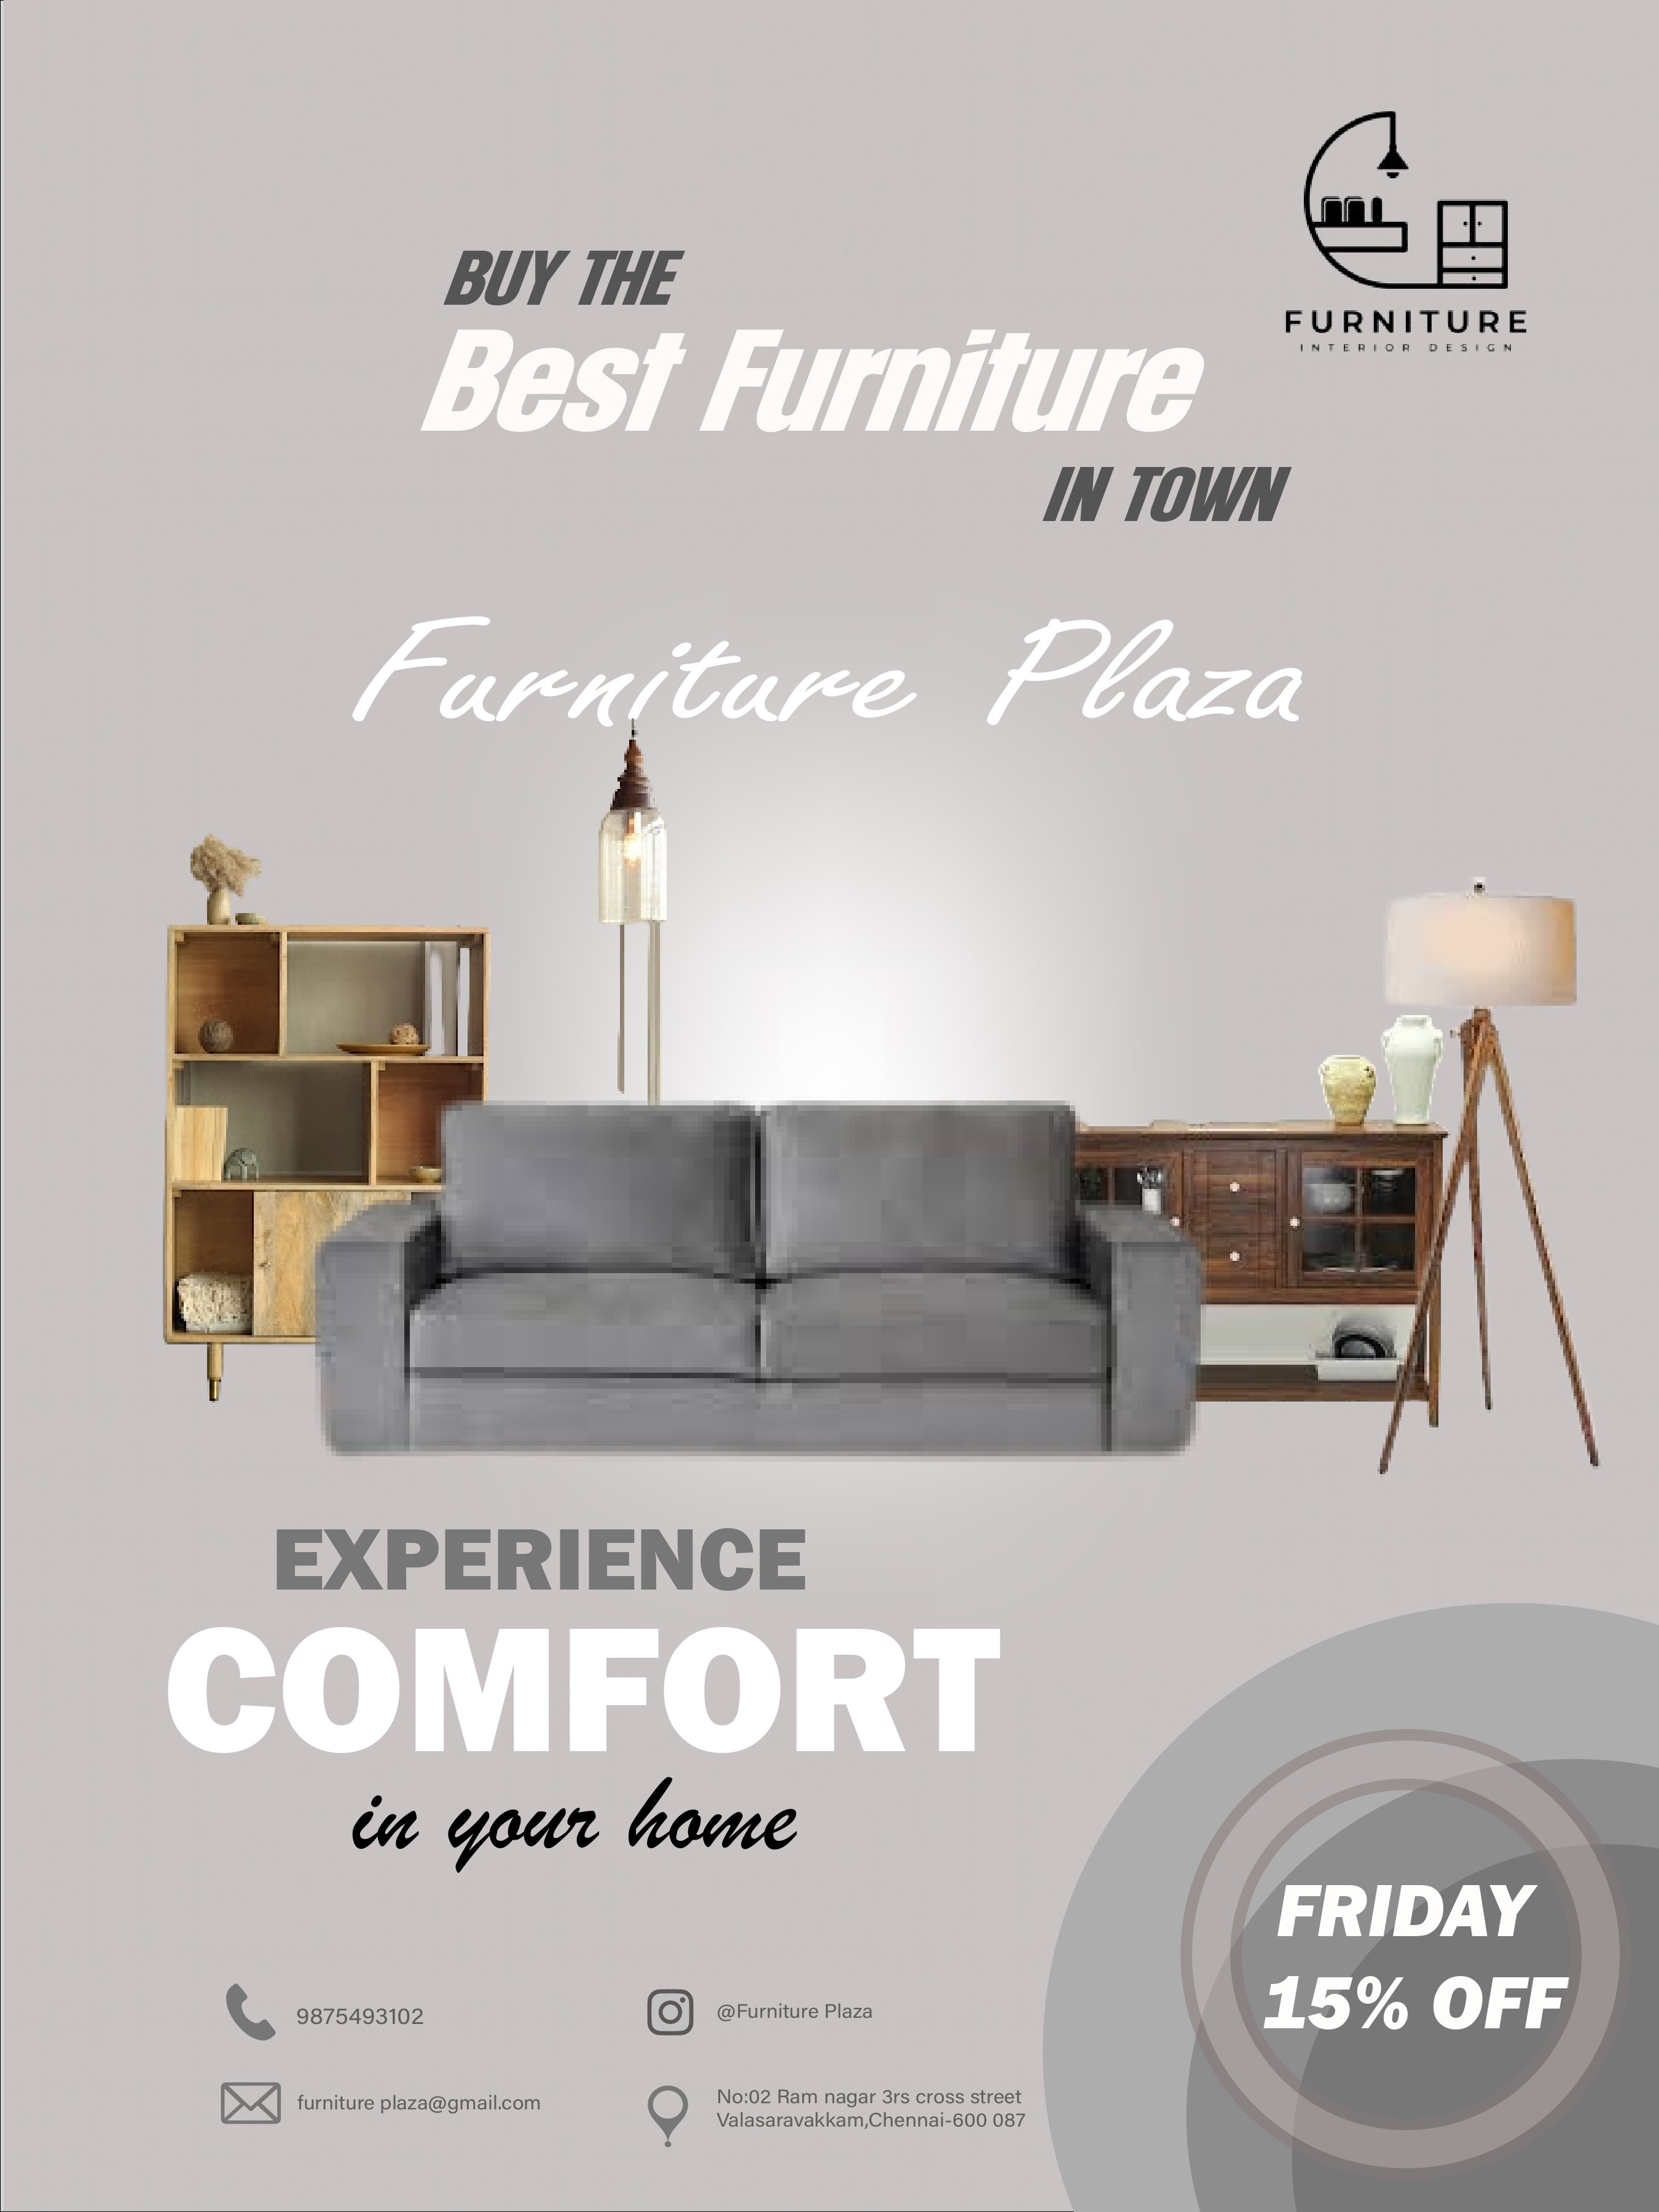 FURNITURE
INTERIOR DESIGN
BUY THE
Best Furniture
IN TOWN
Furniture Plaza
EXPERIENCE
COMFORT
in your home
FRIDAY
15% OFF
9875493102
@Furniture Plaza
furniture plaza@gmail.com
No:02 Ram nagar 3rs cross street
Valasaravakkam,Chennai-600 087